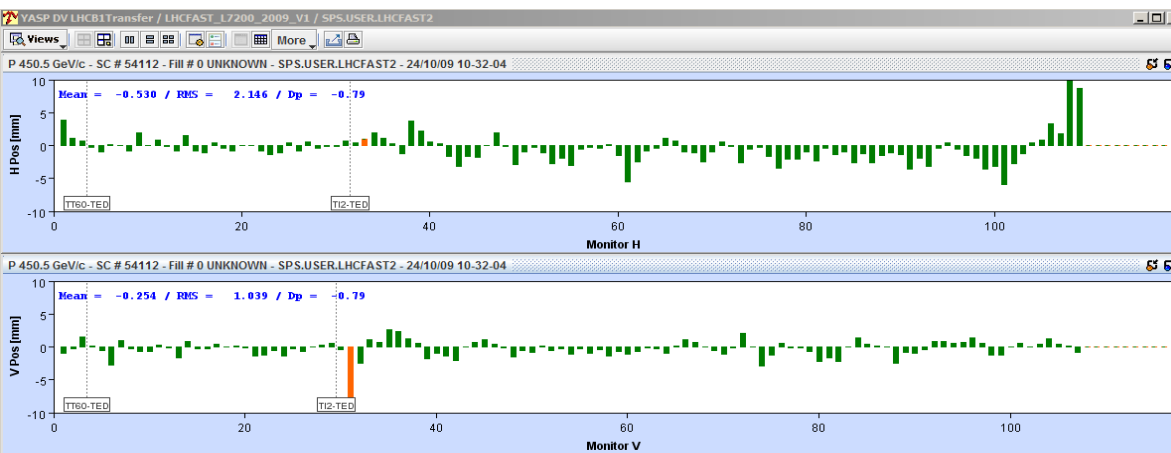 YASP DV LHCB1Transfer / LHCFAST_L7200_2009_V1 / SPS.USER.LHCFAST2
Views More
P 450.5 GeV/c - SC # 54112 - Fill # 0 UNKNOWN - SPS.USER.LHCFAST2 - 24/10/09 10-32-04
Mean = -0.530 / RMS = 2.146 / Dp = -0.79
H Pos [mm]
10
5
0
-5
-10
TT60-TED TI2-TED
0 20 40 60 80 100
Monitor H
P 450.5 GeV/c - SC # 54112 - Fill # 0 UNKNOWN - SPS.USER.LHCFAST2 - 24/10/09 10-32-04
Mean = -0.254 / RMS = 1.039 / Dp = -0.79
V Pos [mm]
10
5
0
-5
-10
TT60-TED TI2-TED
0 20 40 60 80 100
Monitor V